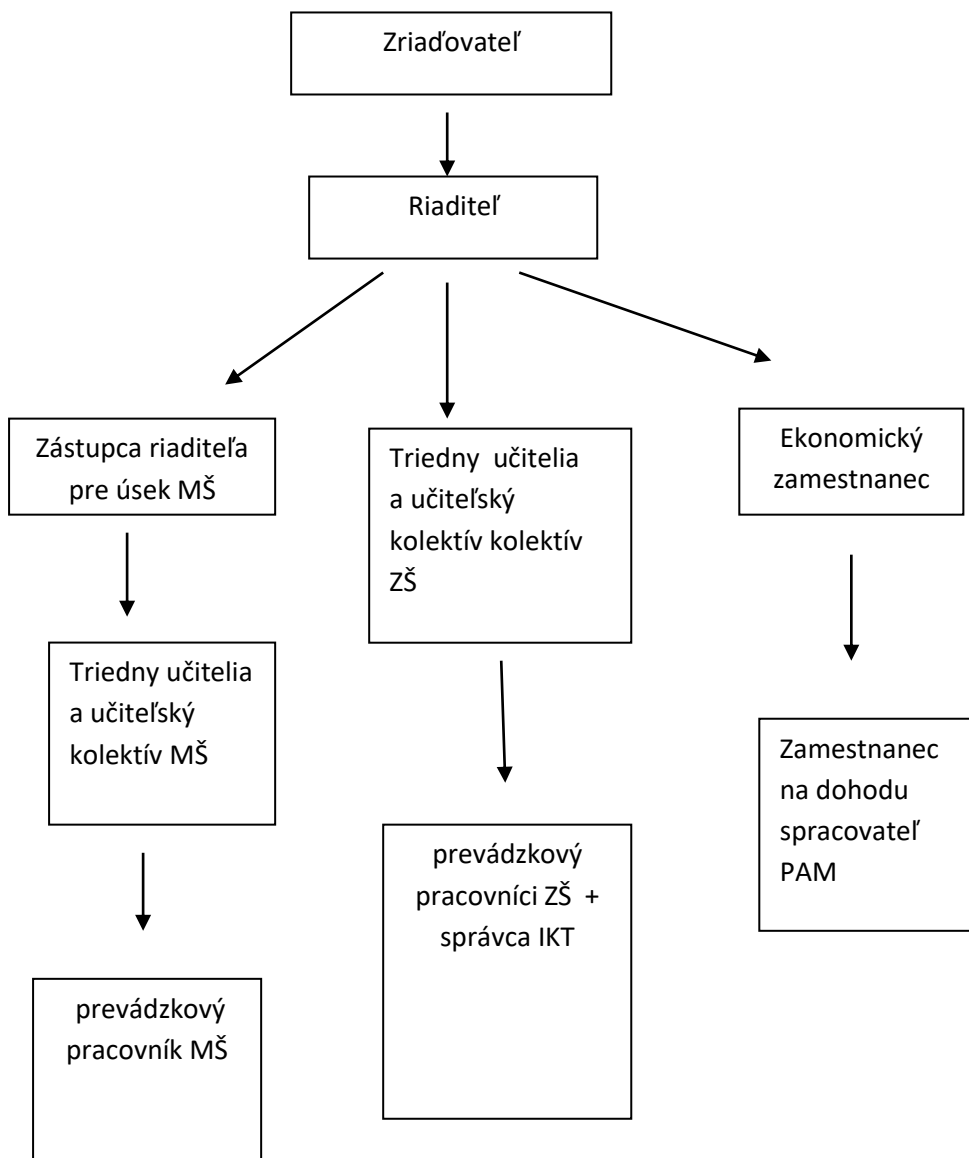 Zriaďovateľ
Riaditeľ
Zástupca riaditeľa
pre úsek MŠ
Triedny učitelia
a učiteľský
kolektív kolektív
ZŠ
Ekonomický
zamestnanec
Triedny učitelia
a učiteľský
kolektív MŠ
Zamestnanec
na dohodu
spracovateľ
PAM
prevádzkový
pracovníci ZŠ +
správca IKT
prevádzkový
pracovník MŠ